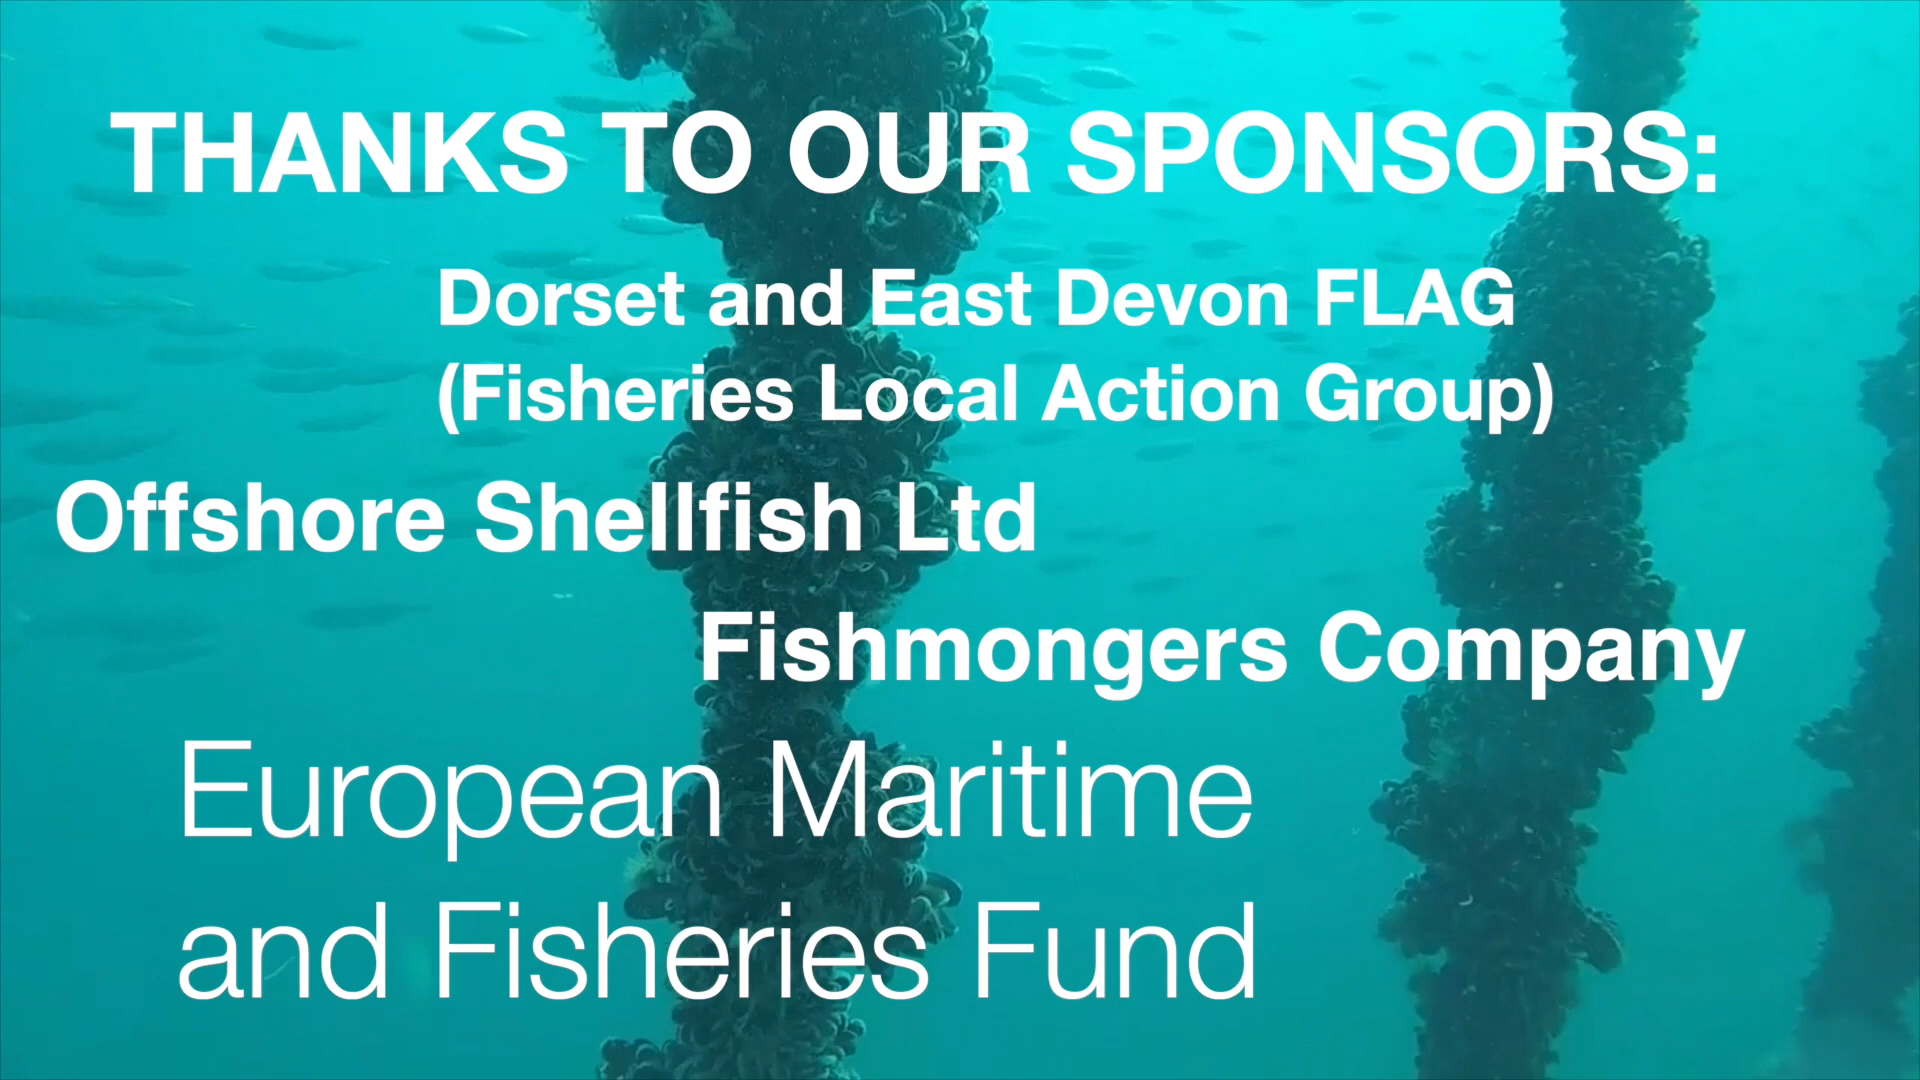 THANKS TO OUR SPONSORS:
Dorset and East Devon FLAG
(Fisheries Local Action Group)
Offshore Shellfish Ltd
Fishmongers Company
European Maritime
and Fisheries Fund